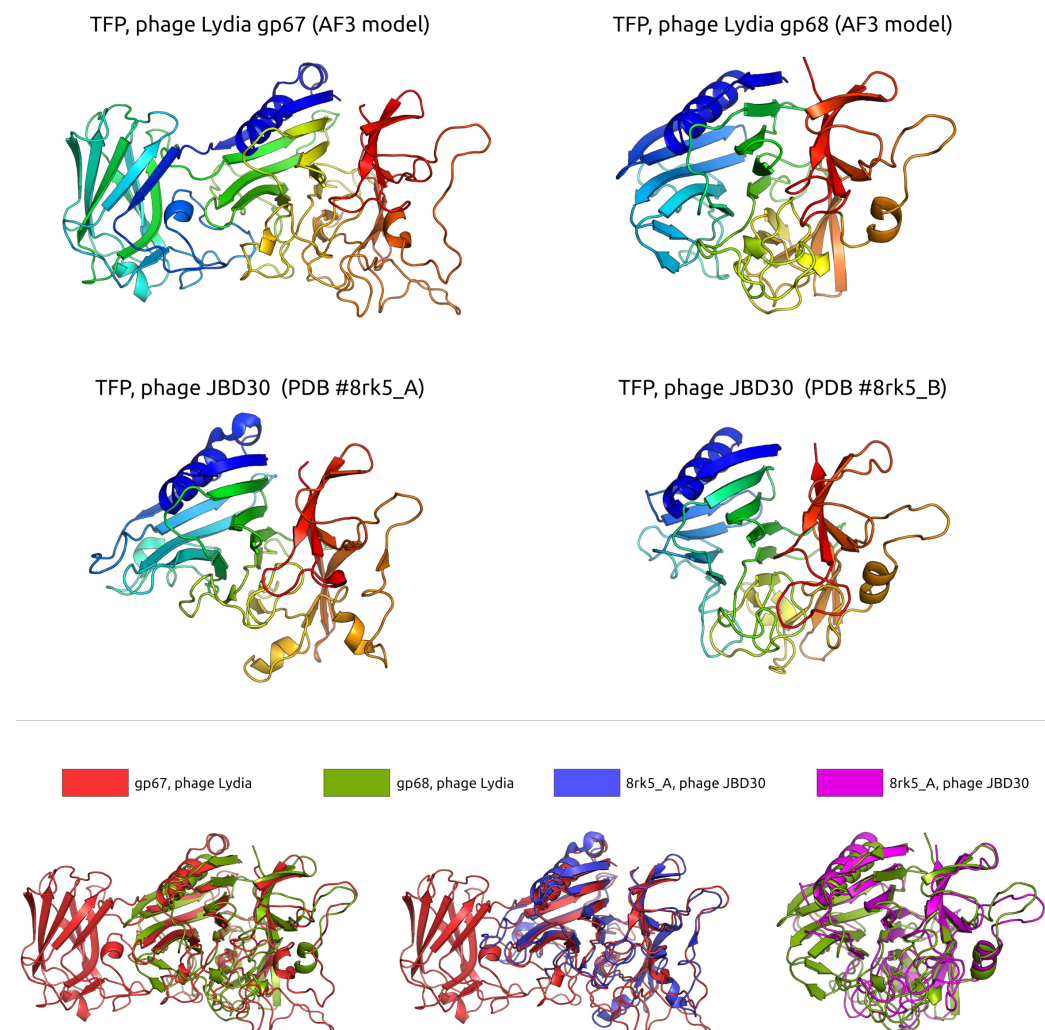 TFP, phage Lydia gp67 (AF3 model)
TFP, phage Lydia gp68 (AF3 model)
TFP, phage JBD30 (PDB #8rk5_A)
TFP, phage JBD30 (PDB #8rk5_B)
gp67, phage Lydia
gp68, phage Lydia
8rk5_A, phage JBD30
8rk5_A, phage JBD30